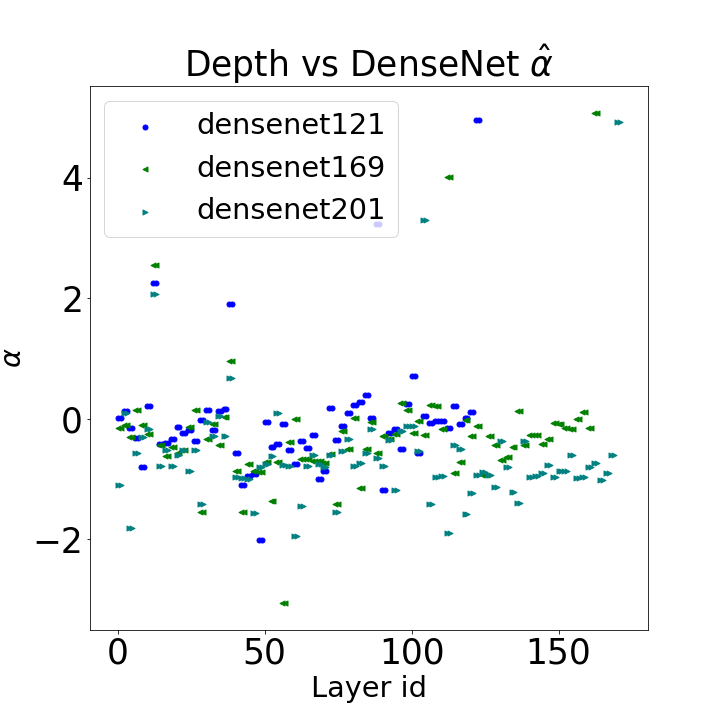 Depth vs DenseNet α̂
densenet121
densenet169
densenet201
4
2
0
−2
α
0 50 100 150
Layer id